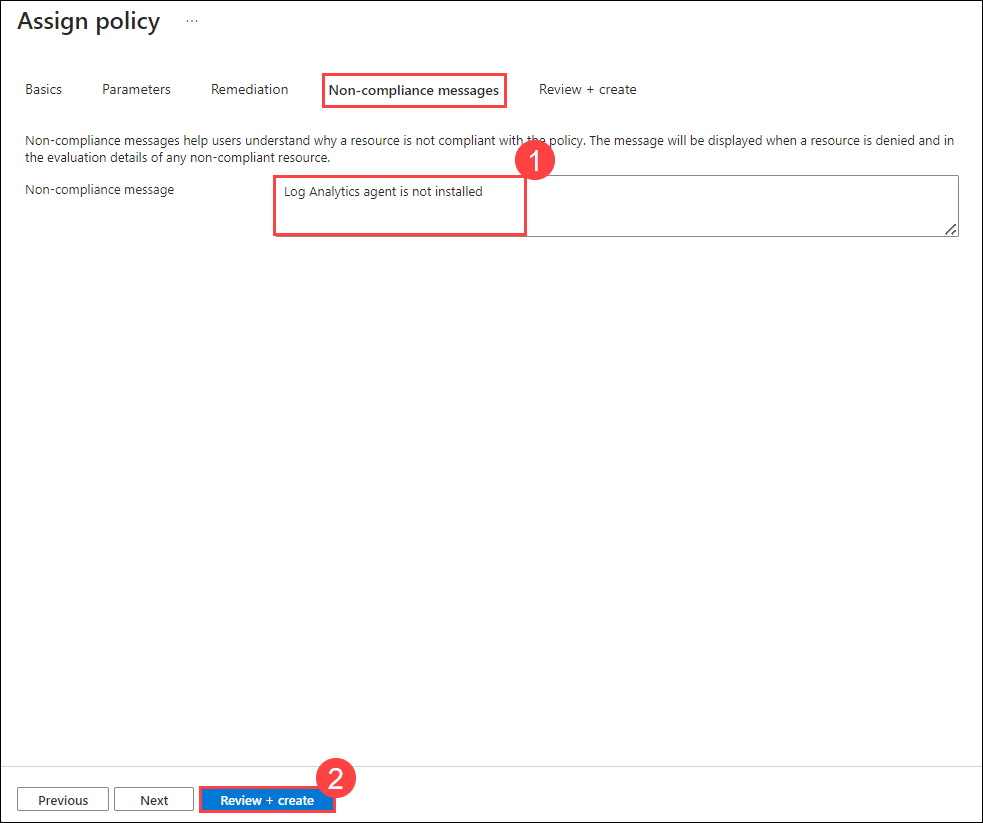 Assign policy ...
Basics Parameters Remediation Non-compliance messages Review + create
Non-compliance messages help users understand why a resource is not compliant with the policy. The message will be displayed when a resource is denied and in
the evaluation details of any non-compliant resource.
1
Non-compliance message Log Analytics agent is not installed
2
Previous Next Review + create